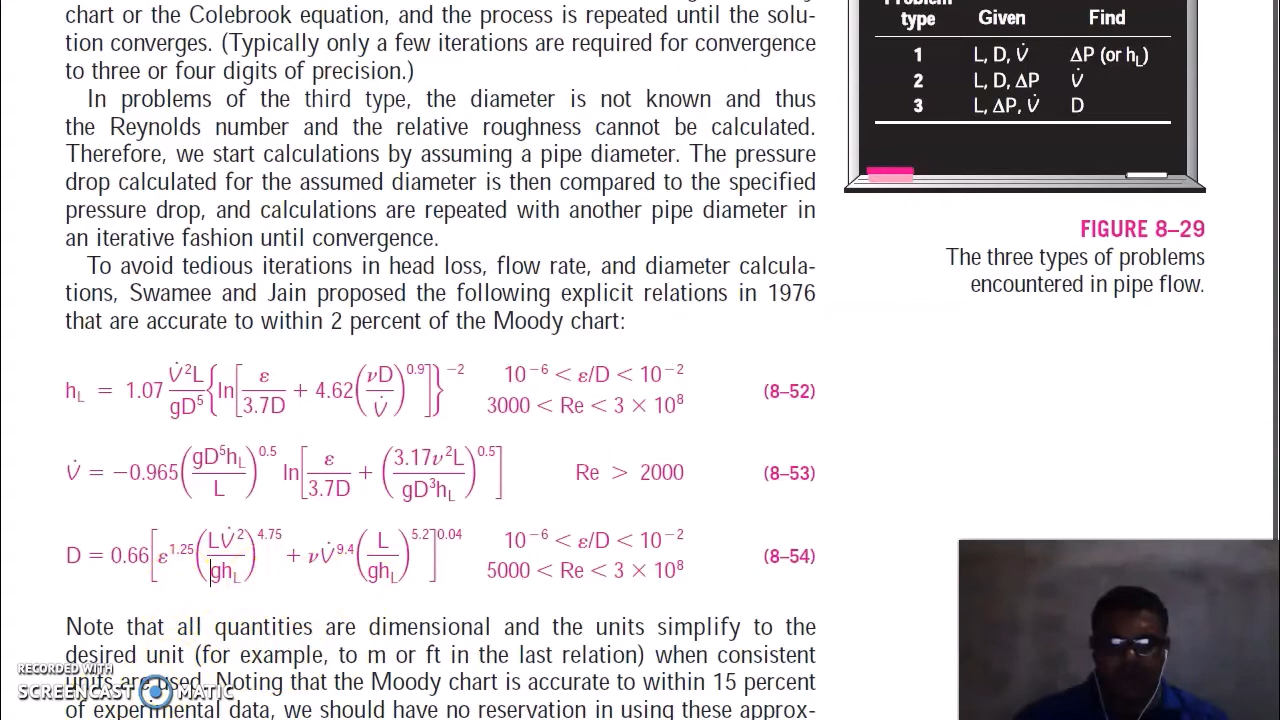 chart or the Colebrook equation, and the process is repeated until the solu-
tion converges. (Typically only a few iterations are required for convergence
to three or four digits of precision.)
In problems of the third type, the diameter is not known and thus
the Reynolds number and the relative roughness cannot be calculated.
Therefore, we start calculations by assuming a pipe diameter. The pressure
drop calculated for the assumed diameter is then compared to the specified
pressure drop, and calculations are repeated with another pipe diameter in
an iterative fashion until convergence.
To avoid tedious iterations in head loss, flow rate, and diameter calcula-
tions, Swamee and Jain proposed the following explicit relations in 1976
that are accurate to within 2 percent of the Moody chart:
h_L = 1.07 (V̇²L / gD⁵) {ln[ε / 3.7D + 4.62(νD / V̇)^0.9]}^−2 10⁻⁶ < ε/D < 10⁻² 3000 < Re < 3 × 10⁸ (8–52)
V̇ = −0.965(gD⁵h_L / L)^0.5 ln[ε / 3.7D + (3.17ν²L / gD³h_L)^0.5] Re > 2000 (8–53)
D = 0.66[ε^1.25(LV̇² / gh_L)^4.75 + νV̇^9.4(L / gh_L)^5.2]^0.04 10⁻⁶ < ε/D < 10⁻² 5000 < Re < 3 × 10⁸ (8–54)
Note that all quantities are dimensional and the units simplify to the
desired unit (for example, to m or ft in the last relation) when consistent
units are used. Noting that the Moody chart is accurate to within 15 percent
of experimental data, we should have no reservation in using these approx-
Problem
type Given Find
1 L, D, V̇ ΔP (or h_L)
2 L, D, ΔP V̇
3 L, ΔP, V̇ D
FIGURE 8–29
The three types of problems
encountered in pipe flow.
RECORDED WITH
SCREENCAST MATIC